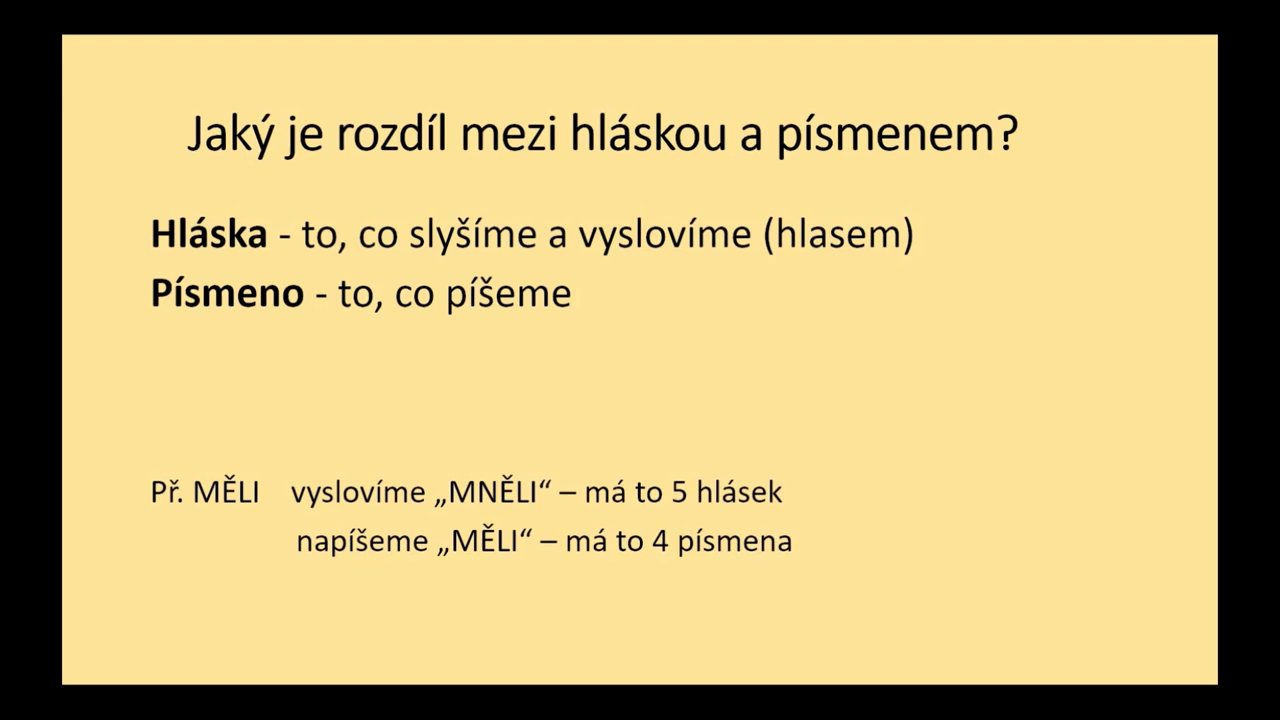 Jaký je rozdíl mezi hláskou a písmenem?
Hláska - to, co slyšíme a vyslovíme (hlasem)
Písmeno - to, co píšeme
Př. MĚLI vyslovíme „MNĚLI“ – má to 5 hlásek
napíšeme „MĚLI“ – má to 4 písmena